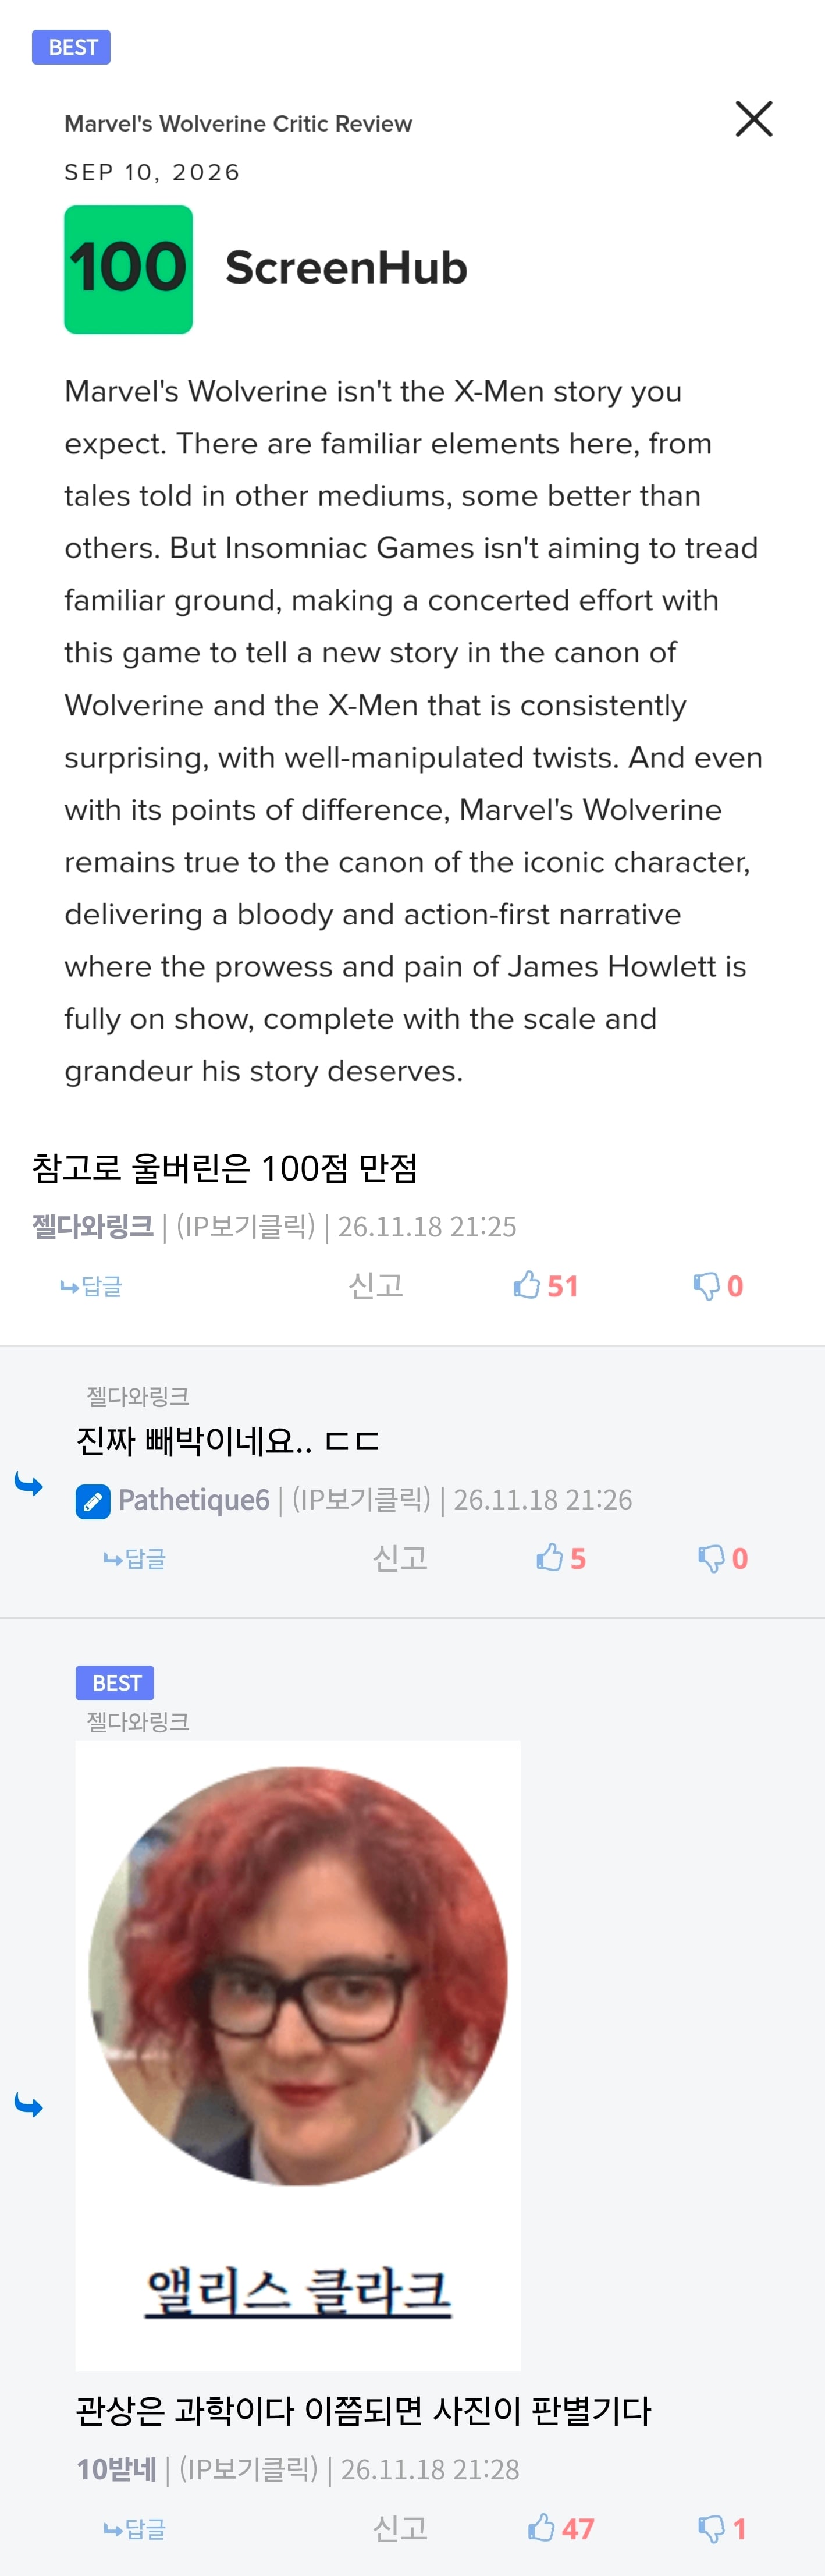 BEST
Marvel's Wolverine Critic Review
SEP 10, 2026
100
ScreenHub
Marvel's Wolverine isn't the X-Men story you
expect. There are familiar elements here, from
tales told in other mediums, some better than
others. But Insomniac Games isn't aiming to tread
familiar ground, making a concerted effort with
this game to tell a new story in the canon of
Wolverine and the X-Men that is consistently
surprising, with well-manipulated twists. And even
with its points of difference, Marvel's Wolverine
remains true to the canon of the iconic character,
delivering a bloody and action-first narrative
where the prowess and pain of James Howlett is
fully on show, complete with the scale and
grandeur his story deserves.
참고로 울버린은 100점 만점
젤다와링크 | (IP보기클릭) | 26.11.18 21:25
답글 신고 51 0
젤다와링크
진짜 빼박이네요.. ㄷㄷ
Pathetique6 | (IP보기클릭) | 26.11.18 21:26
답글 신고 5 0
BEST
젤다와링크
앨리스 클라크
관상은 과학이다 이쯤되면 사진이 판별기다
10받네 | (IP보기클릭) | 26.11.18 21:28
답글 신고 47 1